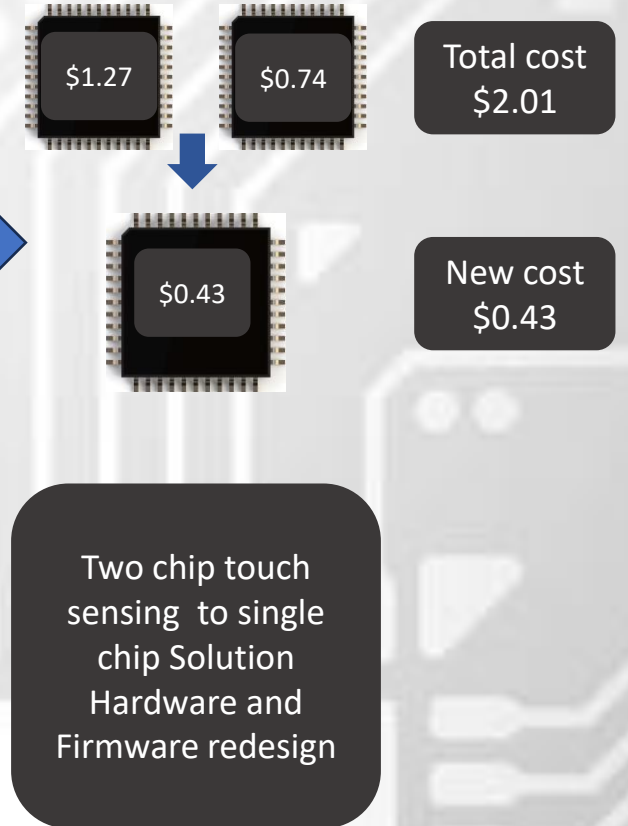 $1.27
$0.74
Total cost
$2.01
$0.43
New cost
$0.43
Two chip touch
sensing  to single
chip Solution
Hardware and
Firmware redesign